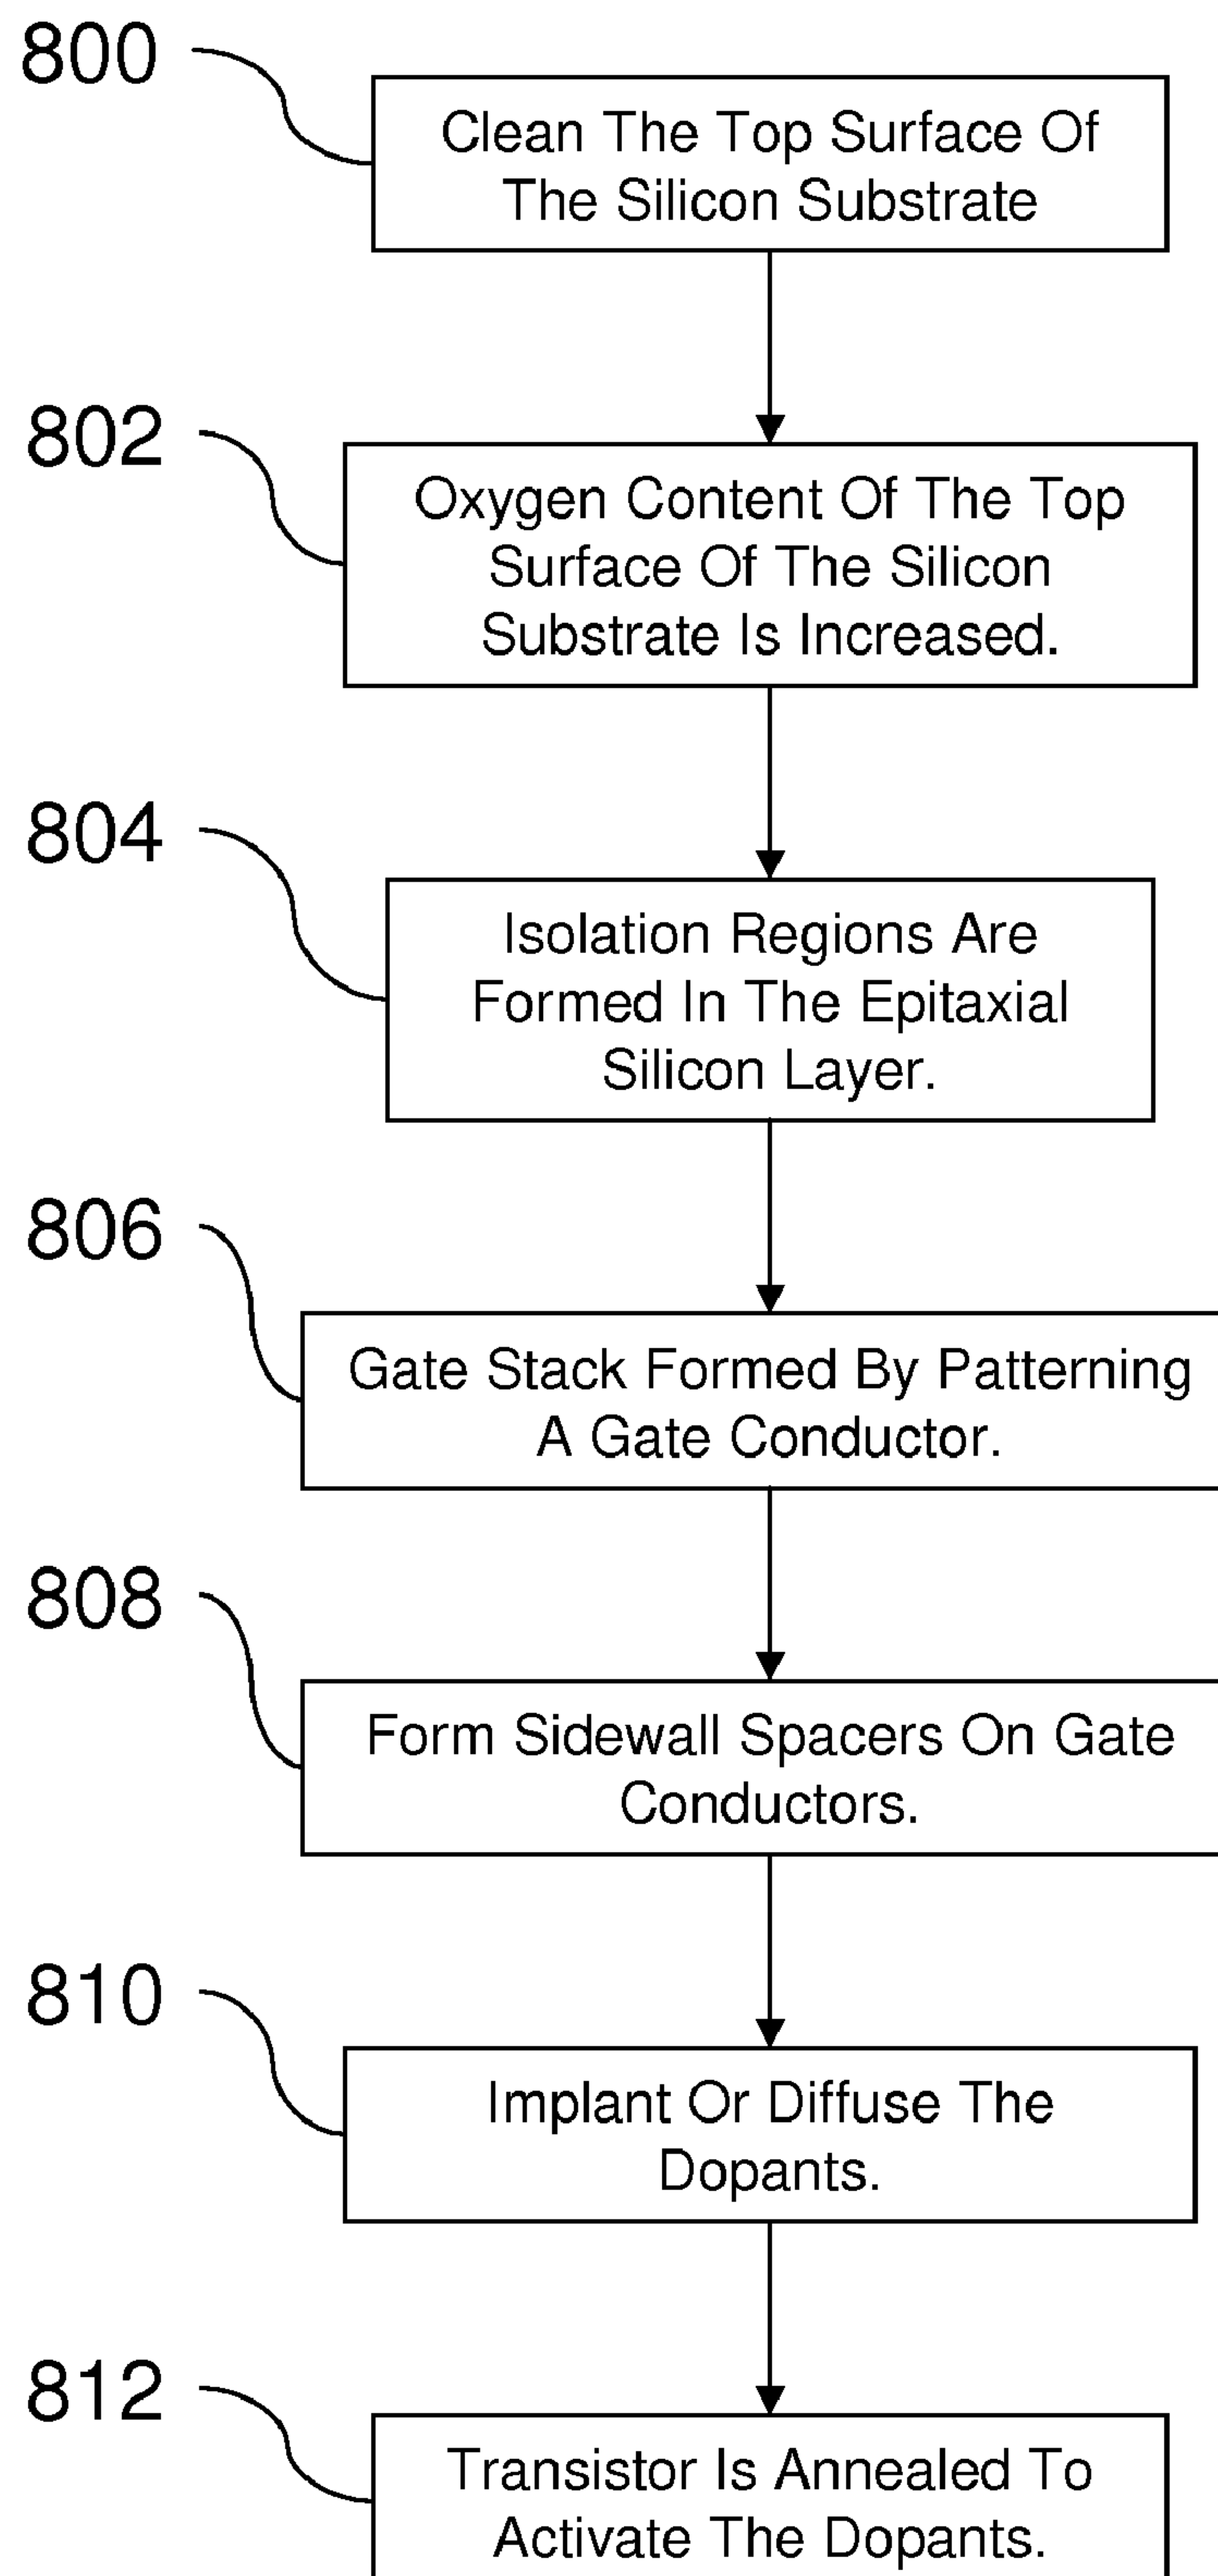 800
Clean The Top Surface Of
The Silicon Substrate
802
Oxygen Content Of The Top
Surface Of The Silicon
Substrate Is Increased.
804
Isolation Regions Are
Formed In The Epitaxial
Silicon Layer.
806
Gate Stack Formed By Patterning
A Gate Conductor.
808
Form Sidewall Spacers On Gate
Conductors.
810
Implant Or Diffuse The
Dopants.
812
Transistor Is Annealed To
Activate The Dopants.